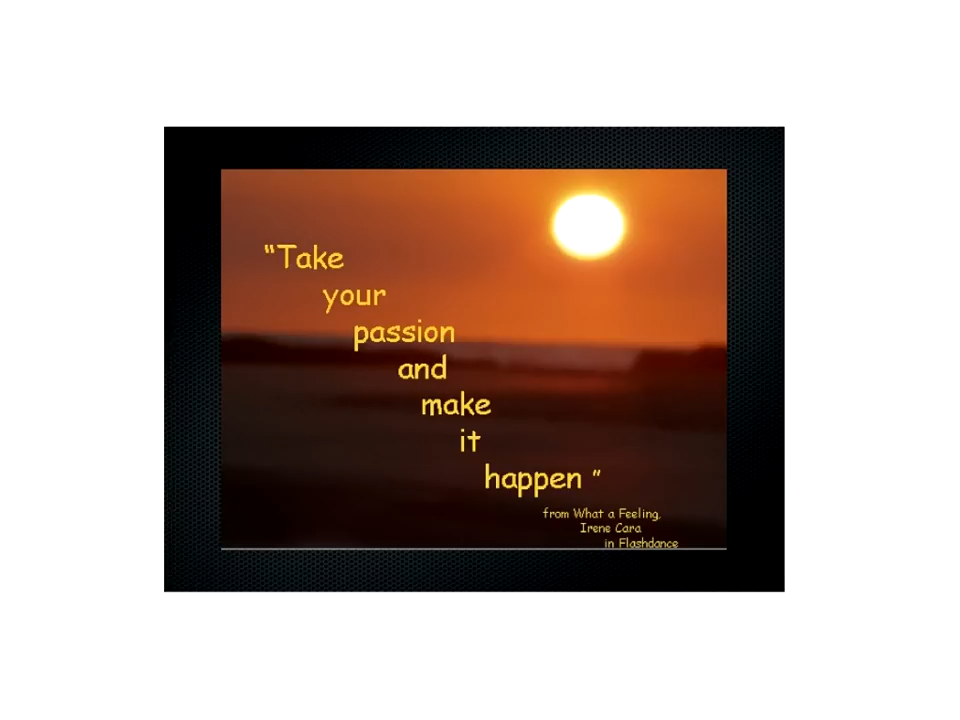 “Take
your
passion
and
make
it
happen ”
from What a Feeling,
Irene Cara
in Flashdance